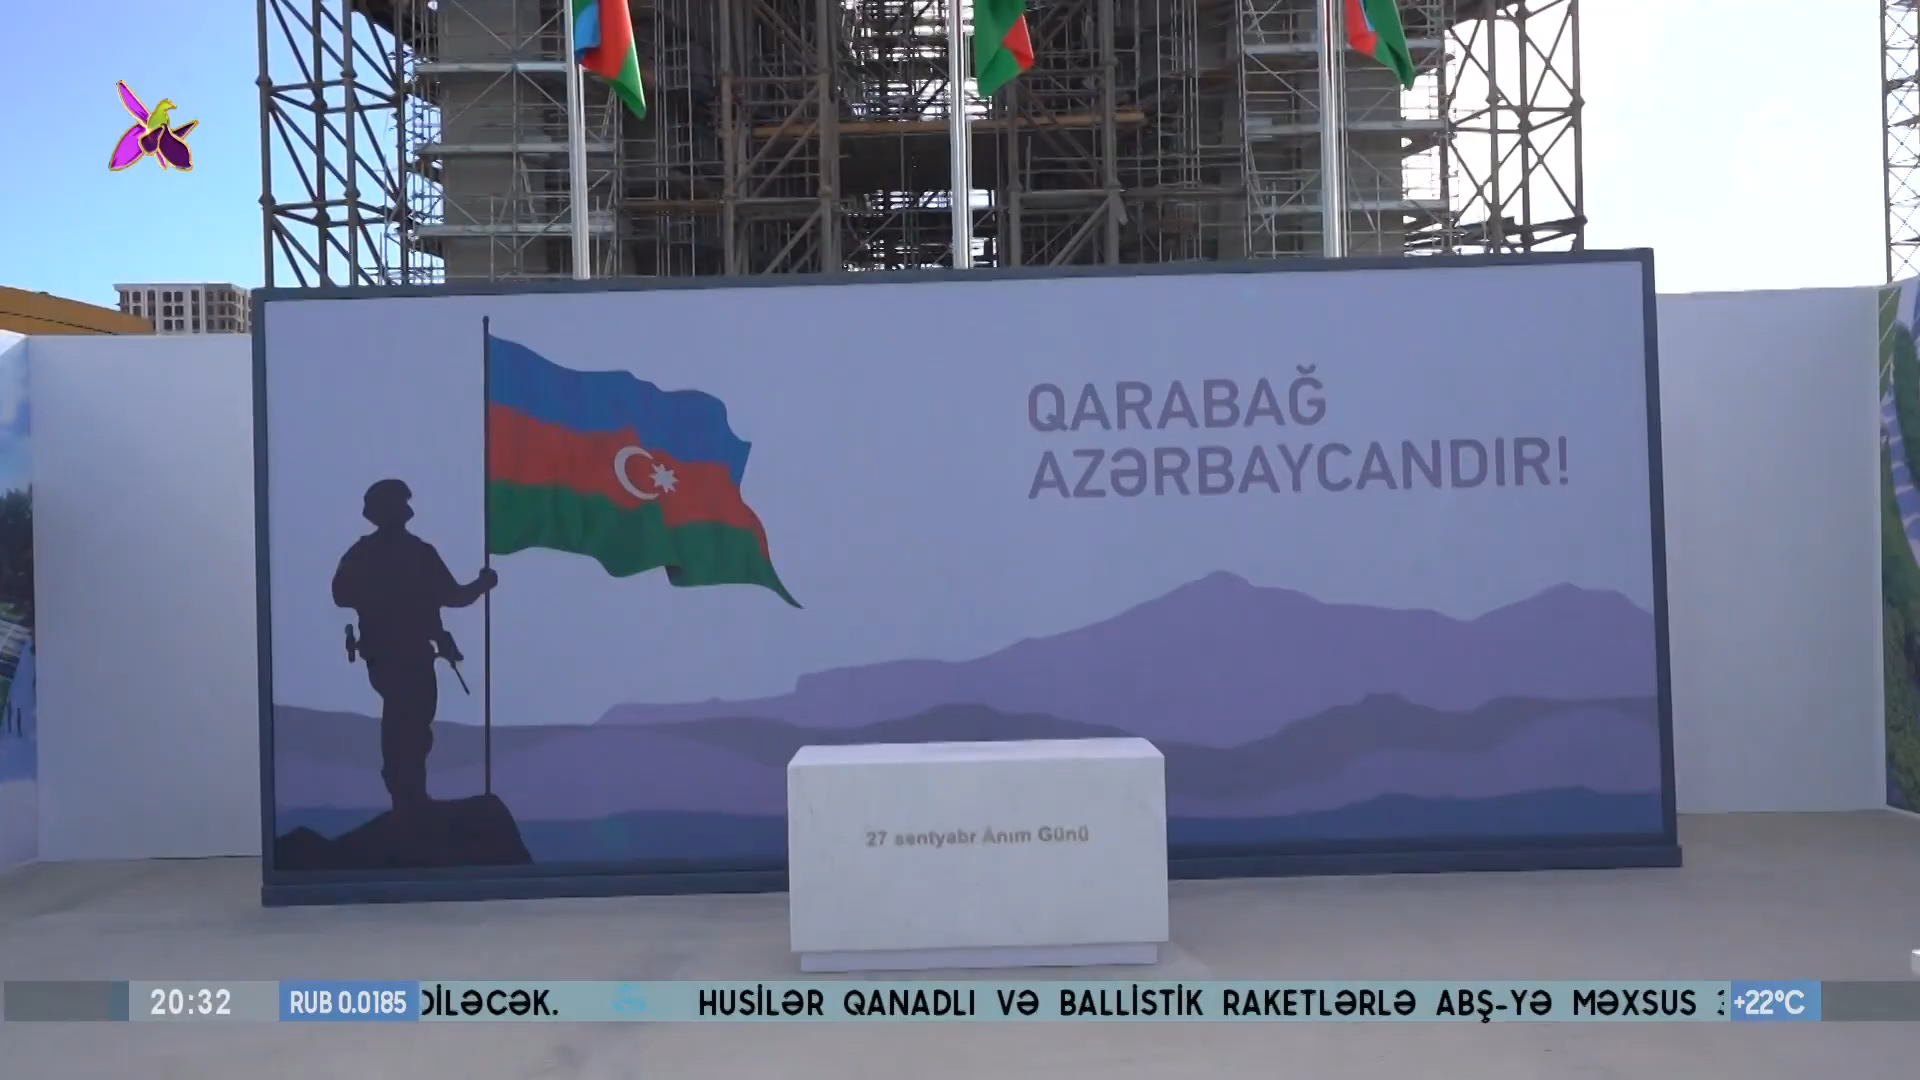 QARABAĞ
AZƏRBAYCANDIR!
27 sentyabr Anım Günü
20:32
RUB 0.0185
DİLƏCƏK.
HUSİLƏR QANADLI VƏ BALLİSTİK RAKETLƏRLƏ ABŞ-YƏ MƏXSUS
+22°C